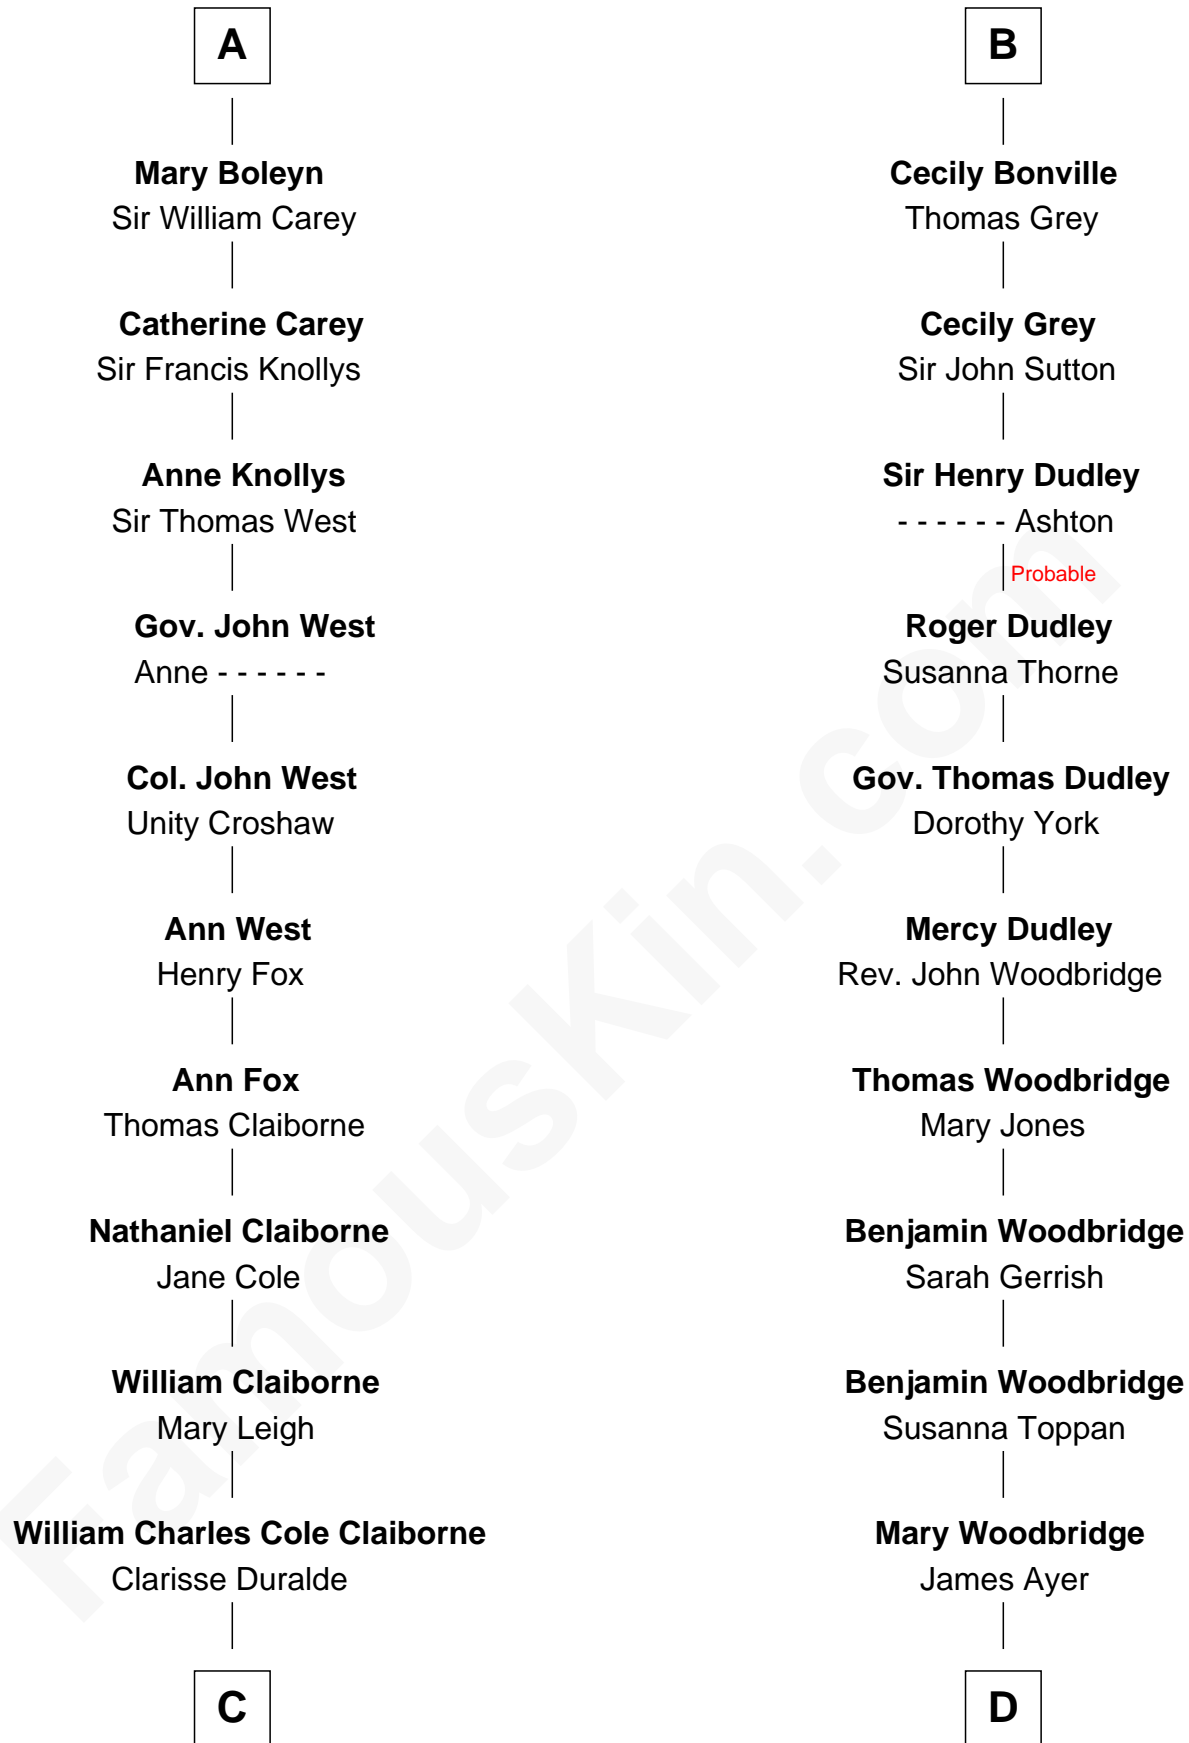 A
Mary Boleyn
Sir William Carey
Catherine Carey
Sir Francis Knollys
Anne Knollys
Sir Thomas West
Gov. John West
Anne - - - - - -
Col. John West
Unity Croshaw
Ann West
Henry Fox
Ann Fox
Thomas Claiborne
Nathaniel Claiborne
Jane Cole
William Claiborne
Mary Leigh
William Charles Cole Claiborne
Clarisse Duralde
C
B
Cecily Bonville
Thomas Grey
Cecily Grey
Sir John Sutton
Sir Henry Dudley
- - - - - - Ashton
Probable
Roger Dudley
Susanna Thorne
Gov. Thomas Dudley
Dorothy York
Mercy Dudley
Rev. John Woodbridge
Thomas Woodbridge
Mary Jones
Benjamin Woodbridge
Sarah Gerrish
Benjamin Woodbridge
Susanna Toppan
Mary Woodbridge
James Ayer
D
FamousKin.com